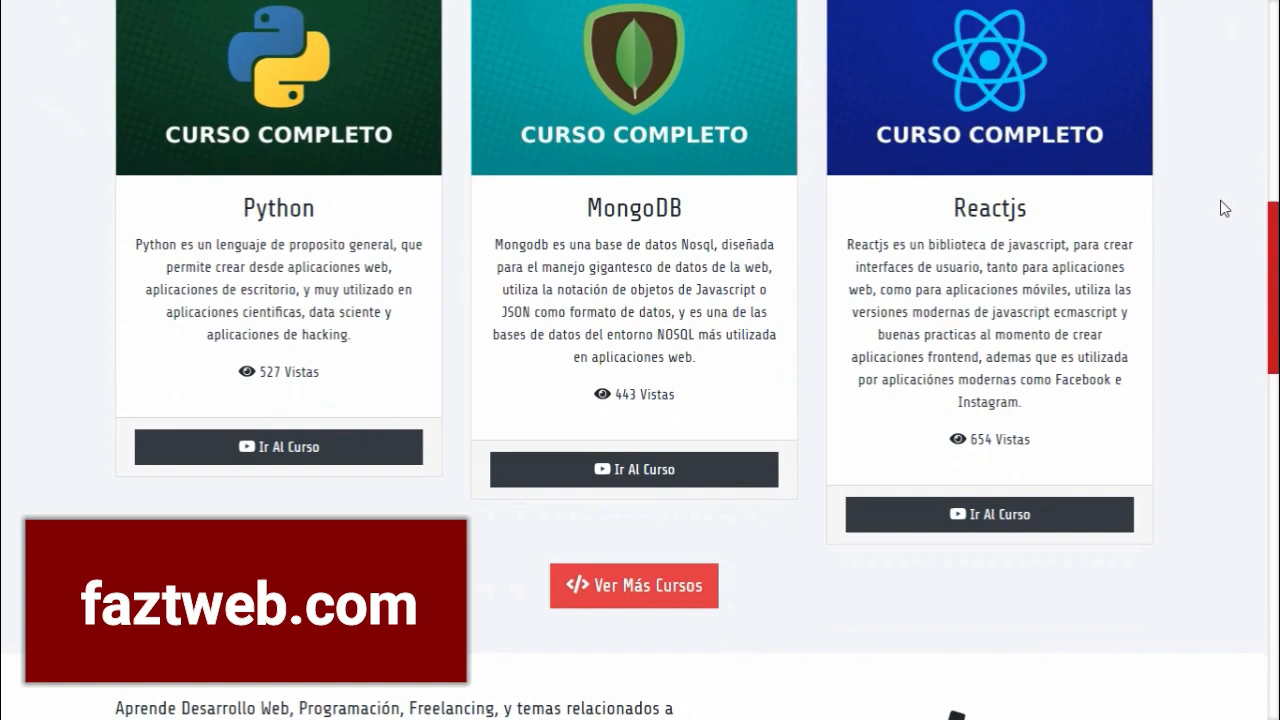 CURSO COMPLETO
Python
Python es un lenguaje de proposito general, que
permite crear desde aplicaciones web,
aplicaciones de escritorio, y muy utilizado en
aplicaciones cientificas, data sciente y
aplicaciones de hacking.
527 Vistas
Ir Al Curso
CURSO COMPLETO
MongoDB
Mongodb es una base de datos Nosql, diseñada
para el manejo gigantesco de datos de la web,
utiliza la notación de objetos de Javascript o
JSON como formato de datos, y es una de las
bases de datos del entorno NOSQL más utilizada
en aplicaciones web.
443 Vistas
Ir Al Curso
CURSO COMPLETO
Reactjs
Reactjs es un biblioteca de javascript, para crear
interfaces de usuario, tanto para aplicaciones
web, como para aplicaciones móviles, utiliza las
versiones modernas de javascript ecmascript y
buenas practicas al momento de crear
aplicaciones frontend, ademas que es utilizada
por aplicaciónes modernas como Facebook e
Instagram.
654 Vistas
Ir Al Curso
</> Ver Más Cursos
faztweb.com
Aprende Desarrollo Web, Programación, Freelancing, y temas relacionados a